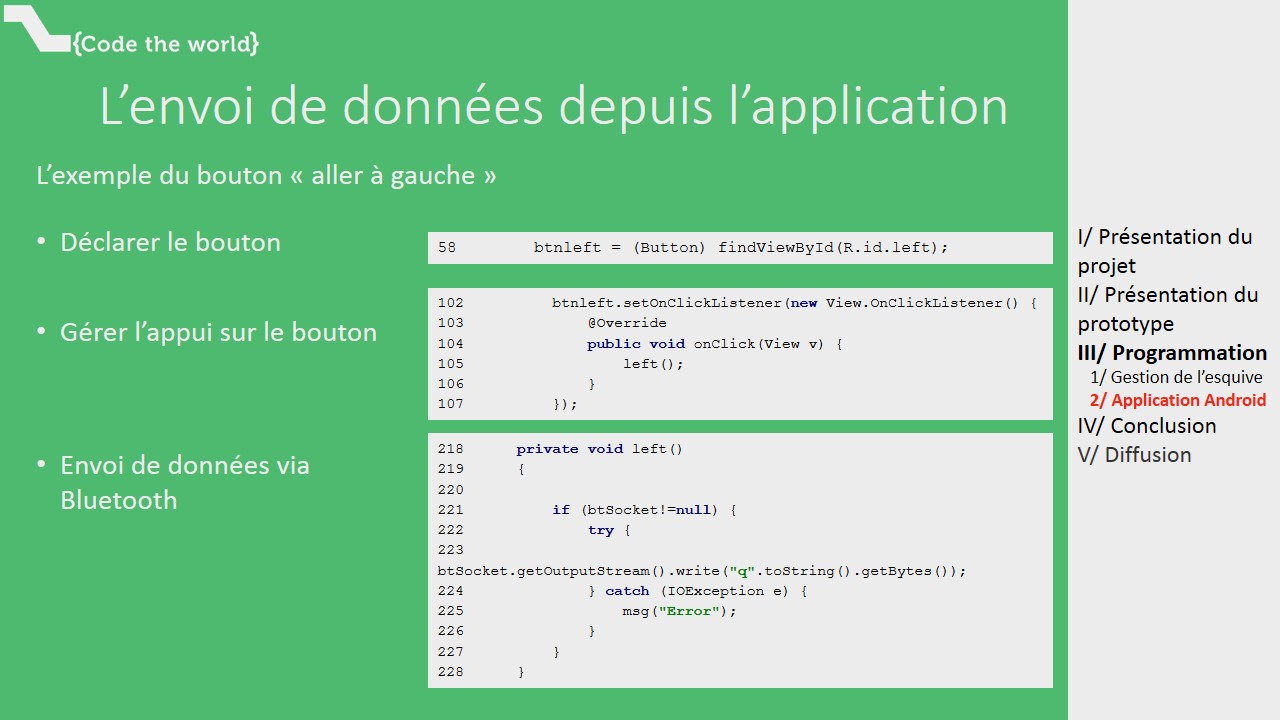 {Code the world}
L’envoi de données depuis l’application
L’exemple du bouton « aller à gauche »
• Déclarer le bouton
58 btnleft = (Button) findViewById(R.id.left);
• Gérer l’appui sur le bouton
102 btnleft.setOnClickListener(new View.OnClickListener() {
103 @Override
104 public void onClick(View v) {
105 left();
106 }
107 });
• Envoi de données via
Bluetooth
218 private void left()
219 {
220
221 if (btSocket!=null) {
222 try {
223
btSocket.getOutputStream().write("q".toString().getBytes());
224 } catch (IOException e) {
225 msg("Error");
226 }
227 }
228 }
I/ Présentation du
projet
II/ Présentation du
prototype
III/ Programmation
1/ Gestion de l’esquive
2/ Application Android
IV/ Conclusion
V/ Diffusion